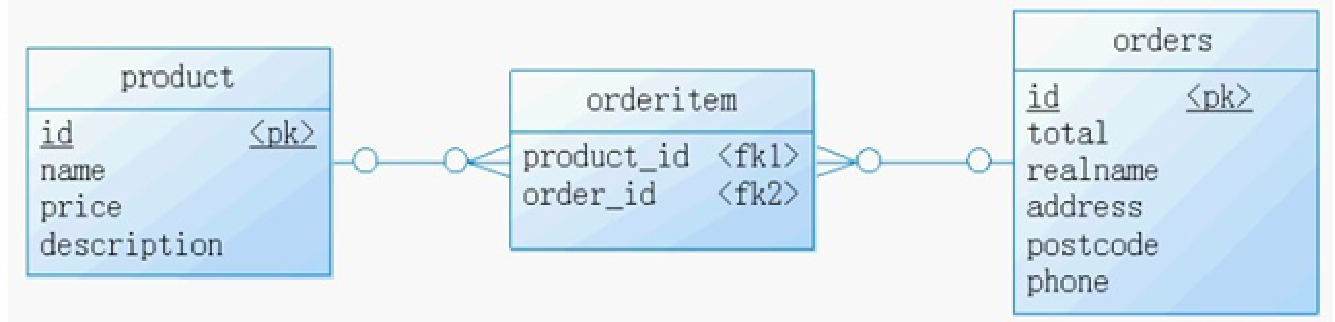 product
id <pk>
name
price
description
orderitem
product_id <fk1>
order_id <fk2>
orders
id <pk>
total
realname
address
postcode
phone